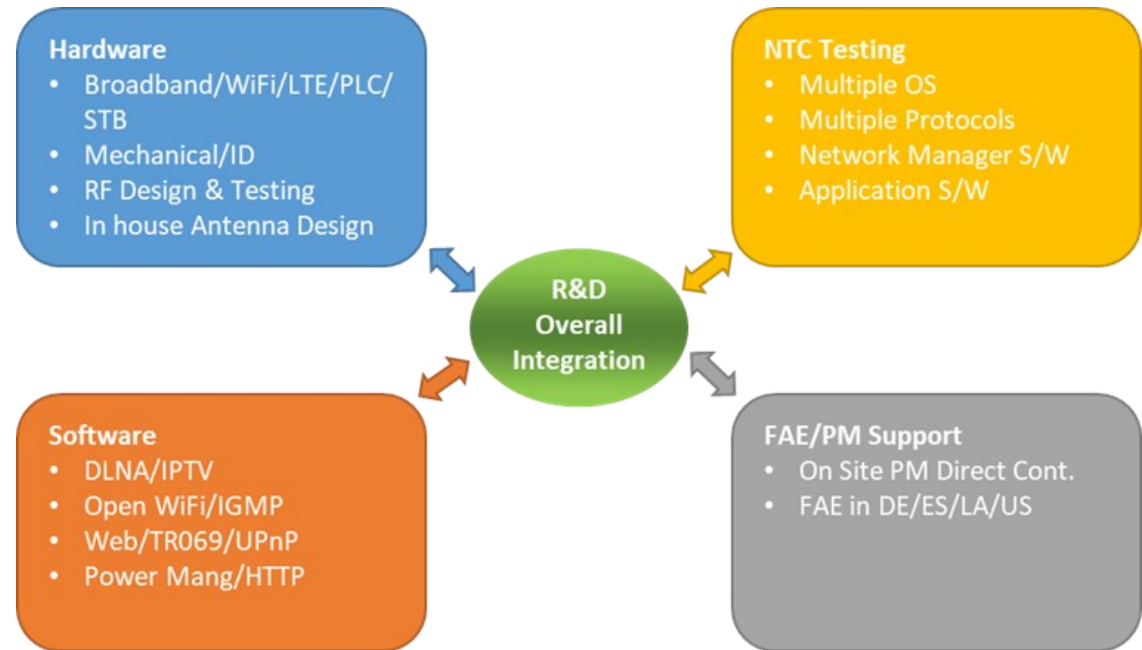 Hardware
• Broadband/WiFi/LTE/PLC/
STB
• Mechanical/ID
• RF Design & Testing
• In house Antenna Design
NTC Testing
• Multiple OS
• Multiple Protocols
• Network Manager S/W
• Application S/W
R&D
Overall
Integration
Software
• DLNA/IPTV
• Open WiFi/IGMP
• Web/TR069/UPnP
• Power Mang/HTTP
FAE/PM Support
• On Site PM Direct Cont.
• FAE in DE/ES/LA/US